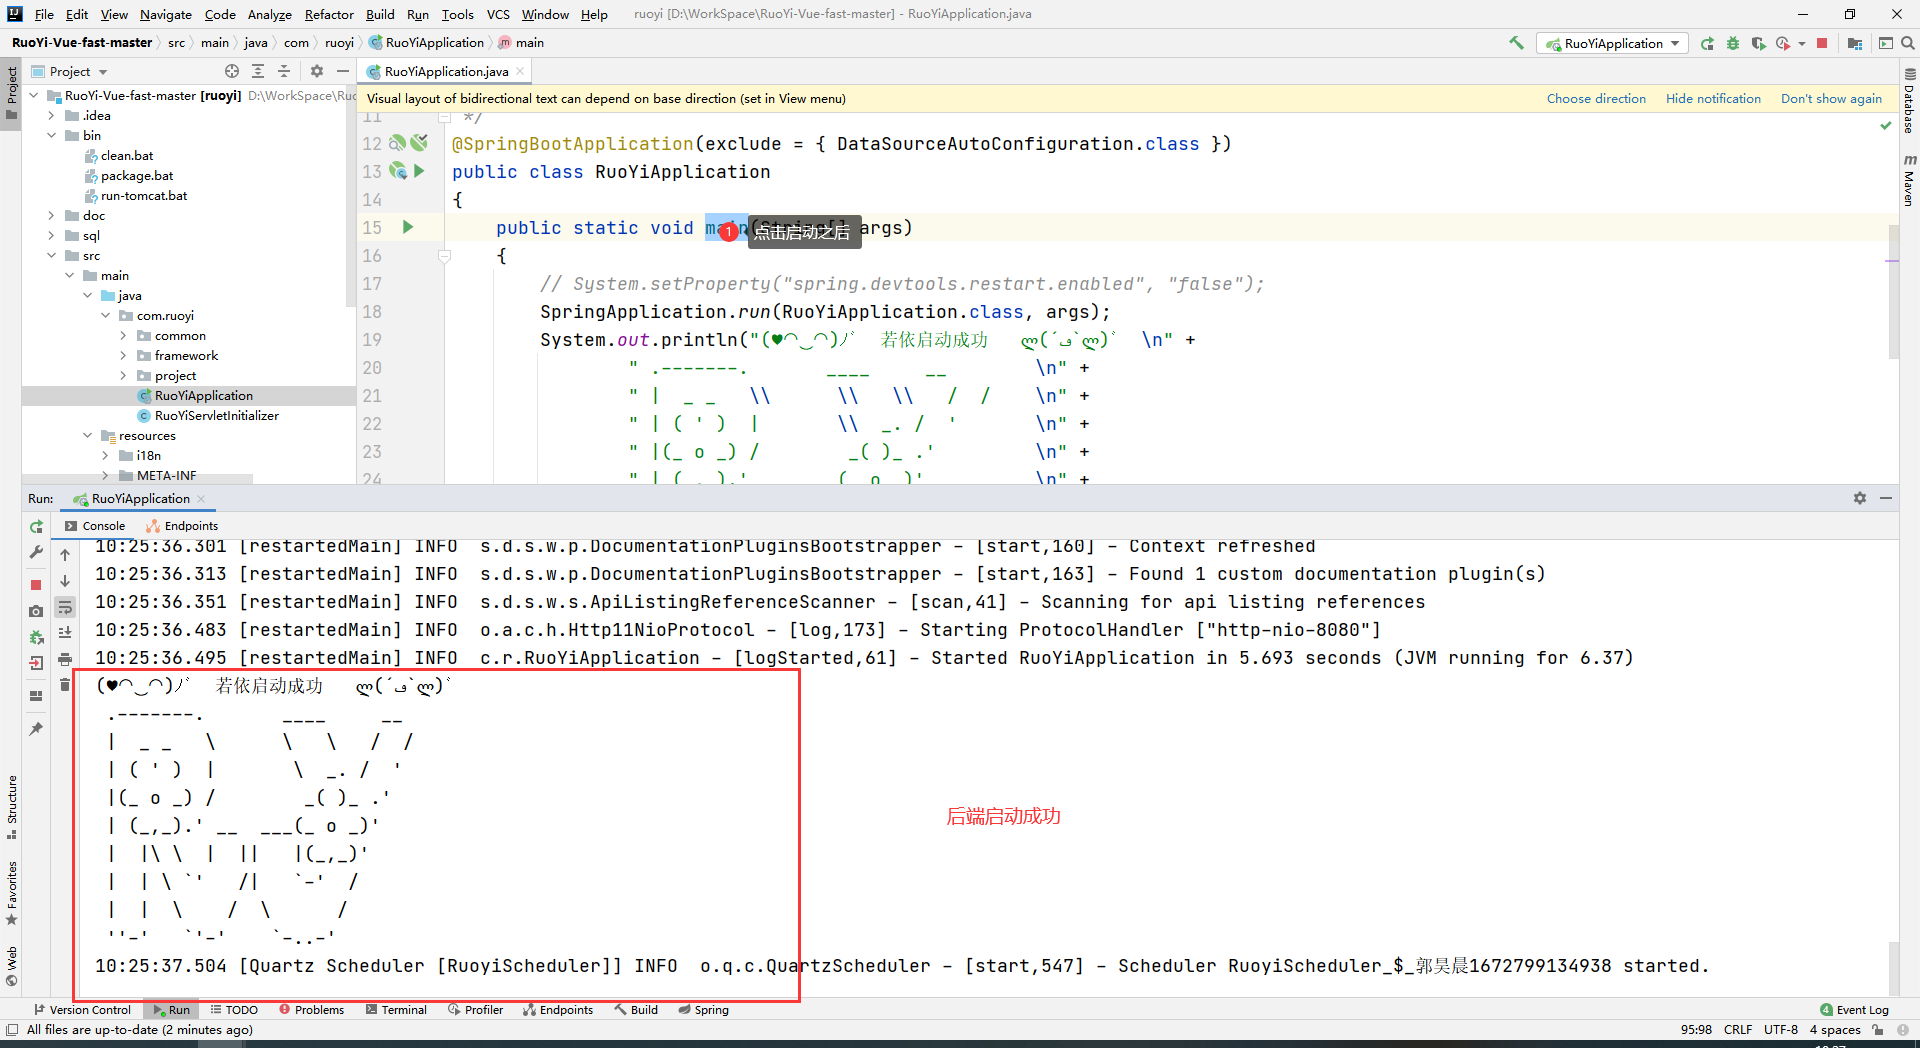 File Edit View Navigate Code Analyze Refactor Build Run Tools VCS Window Help ruoyi [D:\WorkSpace\RuoYi-Vue-fast-master] - RuoYiApplication.java
RuoYi-Vue-fast-master src main java com ruoyi RuoYiApplication main
RuoYiApplication
Project
Project
RuoYiApplication.java
Visual layout of bidirectional text can depend on base direction (set in View menu)
Choose direction Hide notification Don't show again
RuoYi-Vue-fast-master [ruoyi] D:\WorkSpace\Ruo
.idea
bin
clean.bat
package.bat
run-tomcat.bat
doc
sql
src
main
java
com.ruoyi
common
framework
project
RuoYiApplication
RuoYiServletInitializer
resources
i18n
META-INF
11 */
12 @SpringBootApplication(exclude = { DataSourceAutoConfiguration.class })
13 public class RuoYiApplication
14 {
15 public static void main(String[] args)
1 点击启动之后
16 {
17 // System.setProperty("spring.devtools.restart.enabled", "false");
18 SpringApplication.run(RuoYiApplication.class, args);
19 System.out.println("(♥◠‿◠)ﾉﾞ  若依启动成功   ლ(´ڡ`ლ)ﾞ  \n" +
20 " .-------.       ____     __        \n" +
21 " |  _ _   \\      \\   \\   /  /    \n" +
22 " | ( ' )  |       \\  _. /  '       \n" +
23 " |(_ o _) /        _( )_ .'         \n" +
24 " | (_,_).' __  ___(_ o _)'          \n" +
Database
Maven
Run: RuoYiApplication
Console Endpoints
10:25:36.301 [restartedMain] INFO  s.d.s.w.p.DocumentationPluginsBootstrapper - [start,160] - Context refreshed
10:25:36.313 [restartedMain] INFO  s.d.s.w.p.DocumentationPluginsBootstrapper - [start,163] - Found 1 custom documentation plugin(s)
10:25:36.351 [restartedMain] INFO  s.d.s.w.s.ApiListingReferenceScanner - [scan,41] - Scanning for api listing references
10:25:36.483 [restartedMain] INFO  o.a.c.h.Http11NioProtocol - [log,173] - Starting ProtocolHandler ["http-nio-8080"]
10:25:36.495 [restartedMain] INFO  c.r.RuoYiApplication - [logStarted,61] - Started RuoYiApplication in 5.693 seconds (JVM running for 6.37)
(♥◠‿◠)ﾉﾞ  若依启动成功   ლ(´ڡ`ლ)ﾞ
 .-------.       ____     __
 |  _ _   \      \   \   /  /
 | ( ' )  |       \  _. /  '
 |(_ o _) /        _( )_ .'
 | (_,_).' __  ___(_ o _)'
 |  |\ \  |  ||   |(_,_)'
 |  | \ `'   /|   `-'  /
 |  |  \    /  \      /
 ''-'   `'-'    `-..-'
后端启动成功
10:25:37.504 [Quartz Scheduler [RuoyiScheduler]] INFO  o.q.c.QuartzScheduler - [start,547] - Scheduler RuoyiScheduler_$_郭昊晨1672799134938 started.
Structure
Favorites
Web
Version Control Run TODO Problems Terminal Profiler Endpoints Build Spring
4 Event Log
All files are up-to-date (2 minutes ago)
95:98 CRLF UTF-8 4 spaces